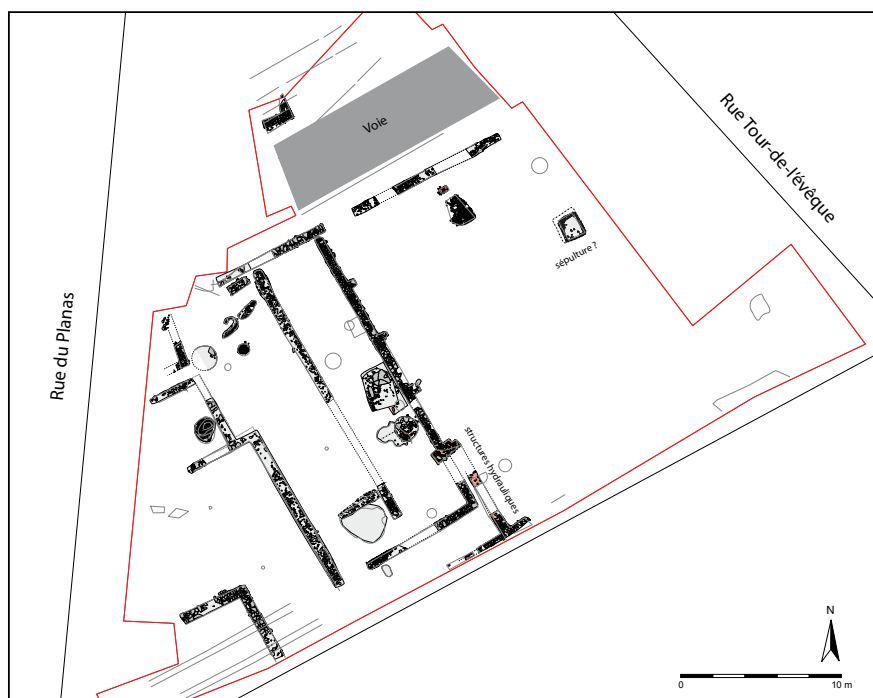 Voie
Rue Tour-de-l'évêque
sépulture ?
Rue du Planas
structures hydrauliques
N
0
10 m